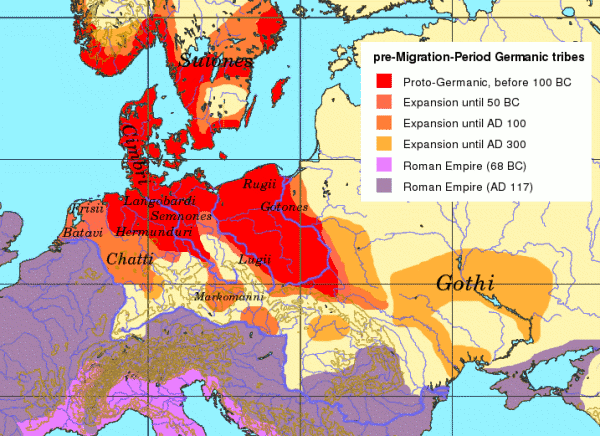 Suiones
pre-Migration-Period Germanic tribes
Proto-Germanic, before 100 BC
Expansion until 50 BC
Expansion until AD 100
Expansion until AD 300
Roman Empire (68 BC)
Roman Empire (AD 117)
Cimbri
Rugii
Langobardi
Frisii
Semnones
Gotones
Batavi
Hermunduri
Chatti
Lugii
Gothi
Markomanni